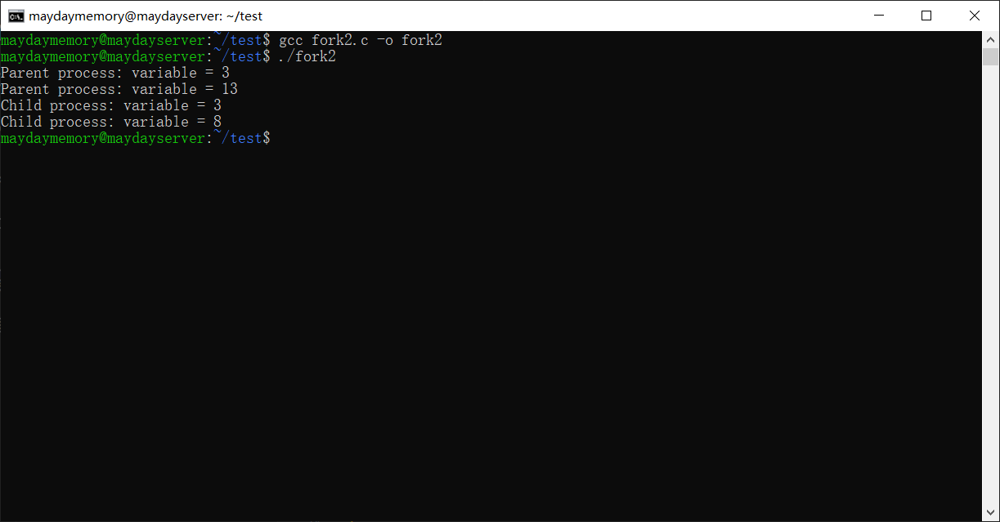 maydaymemory@maydayserver: ~/test
maydaymemory@maydayserver:~/test$ gcc fork2.c -o fork2
maydaymemory@maydayserver:~/test$ ./fork2
Parent process: variable = 3
Parent process: variable = 13
Child process: variable = 3
Child process: variable = 8
maydaymemory@maydayserver:~/test$